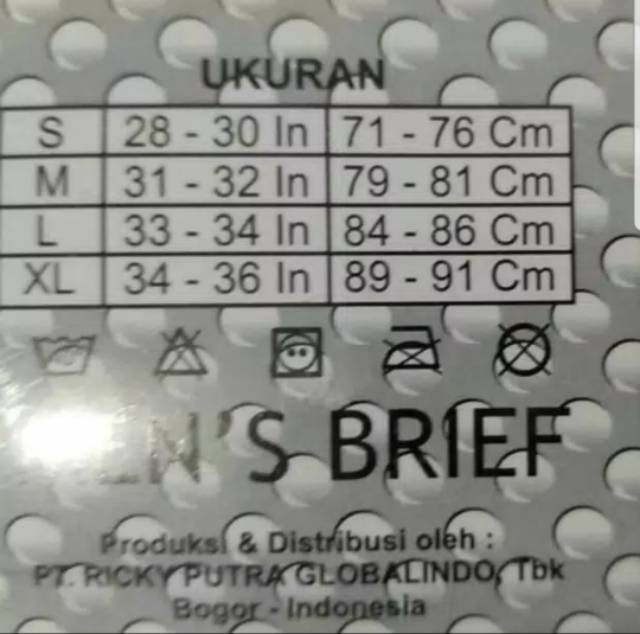 UKURAN
S 28 - 30 In 71 - 76 Cm
M 31 - 32 In 79 - 81 Cm
L 33 - 34 In 84 - 86 Cm
XL 34 - 36 In 89 - 91 Cm
MEN'S BRIEF
Produksi & Distribusi oleh :
PT. RICKY PUTRA GLOBALINDO, Tbk
Bogor - Indonesia